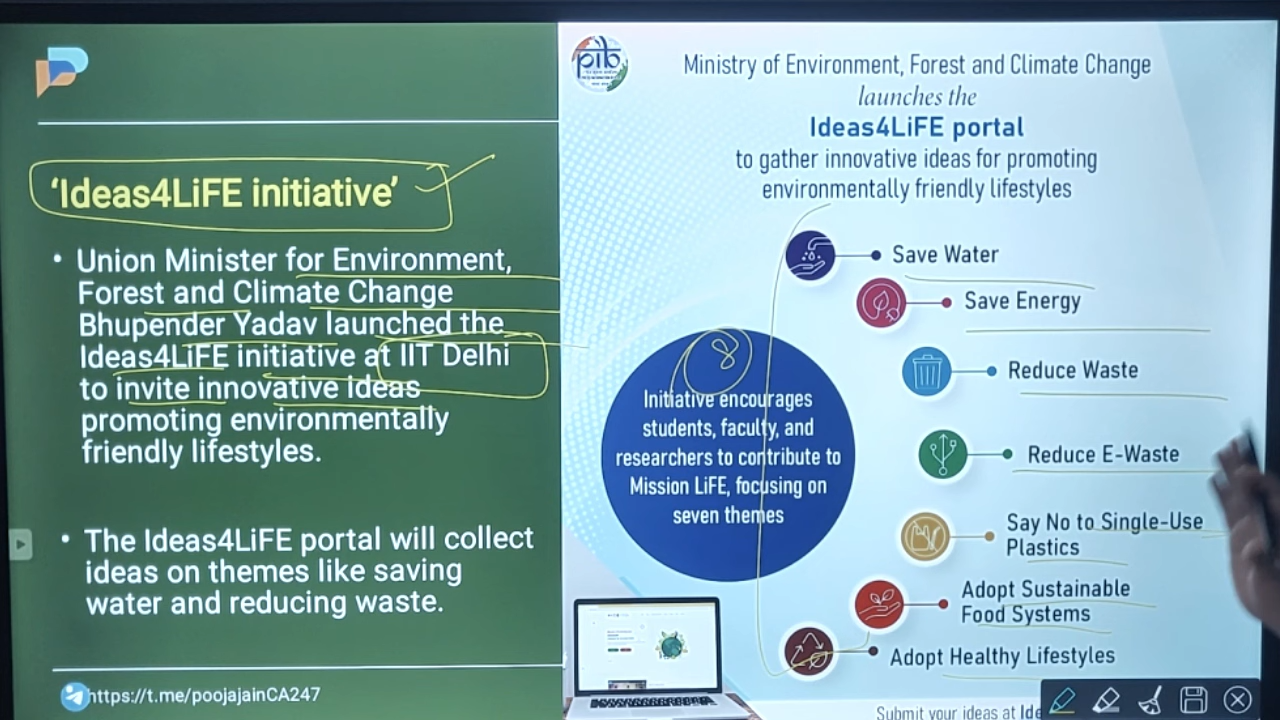 'Ideas4LiFE initiative'
• Union Minister for Environment,
Forest and Climate Change
Bhupender Yadav launched the
Ideas4LiFE initiative at IIT Delhi
to invite innovative ideas
promoting environmentally
friendly lifestyles.
• The Ideas4LiFE portal will collect
ideas on themes like saving
water and reducing waste.
https://t.me/poojajainCA247
pib
Ministry of Environment, Forest and Climate Change
launches the
Ideas4LiFE portal
to gather innovative ideas for promoting
environmentally friendly lifestyles
8
Initiative encourages
students, faculty, and
researchers to contribute to
Mission LiFE, focusing on
seven themes
Save Water
Save Energy
Reduce Waste
Reduce E-Waste
Say No to Single-Use
Plastics
Adopt Sustainable
Food Systems
Adopt Healthy Lifestyles
Submit your ideas at Ide